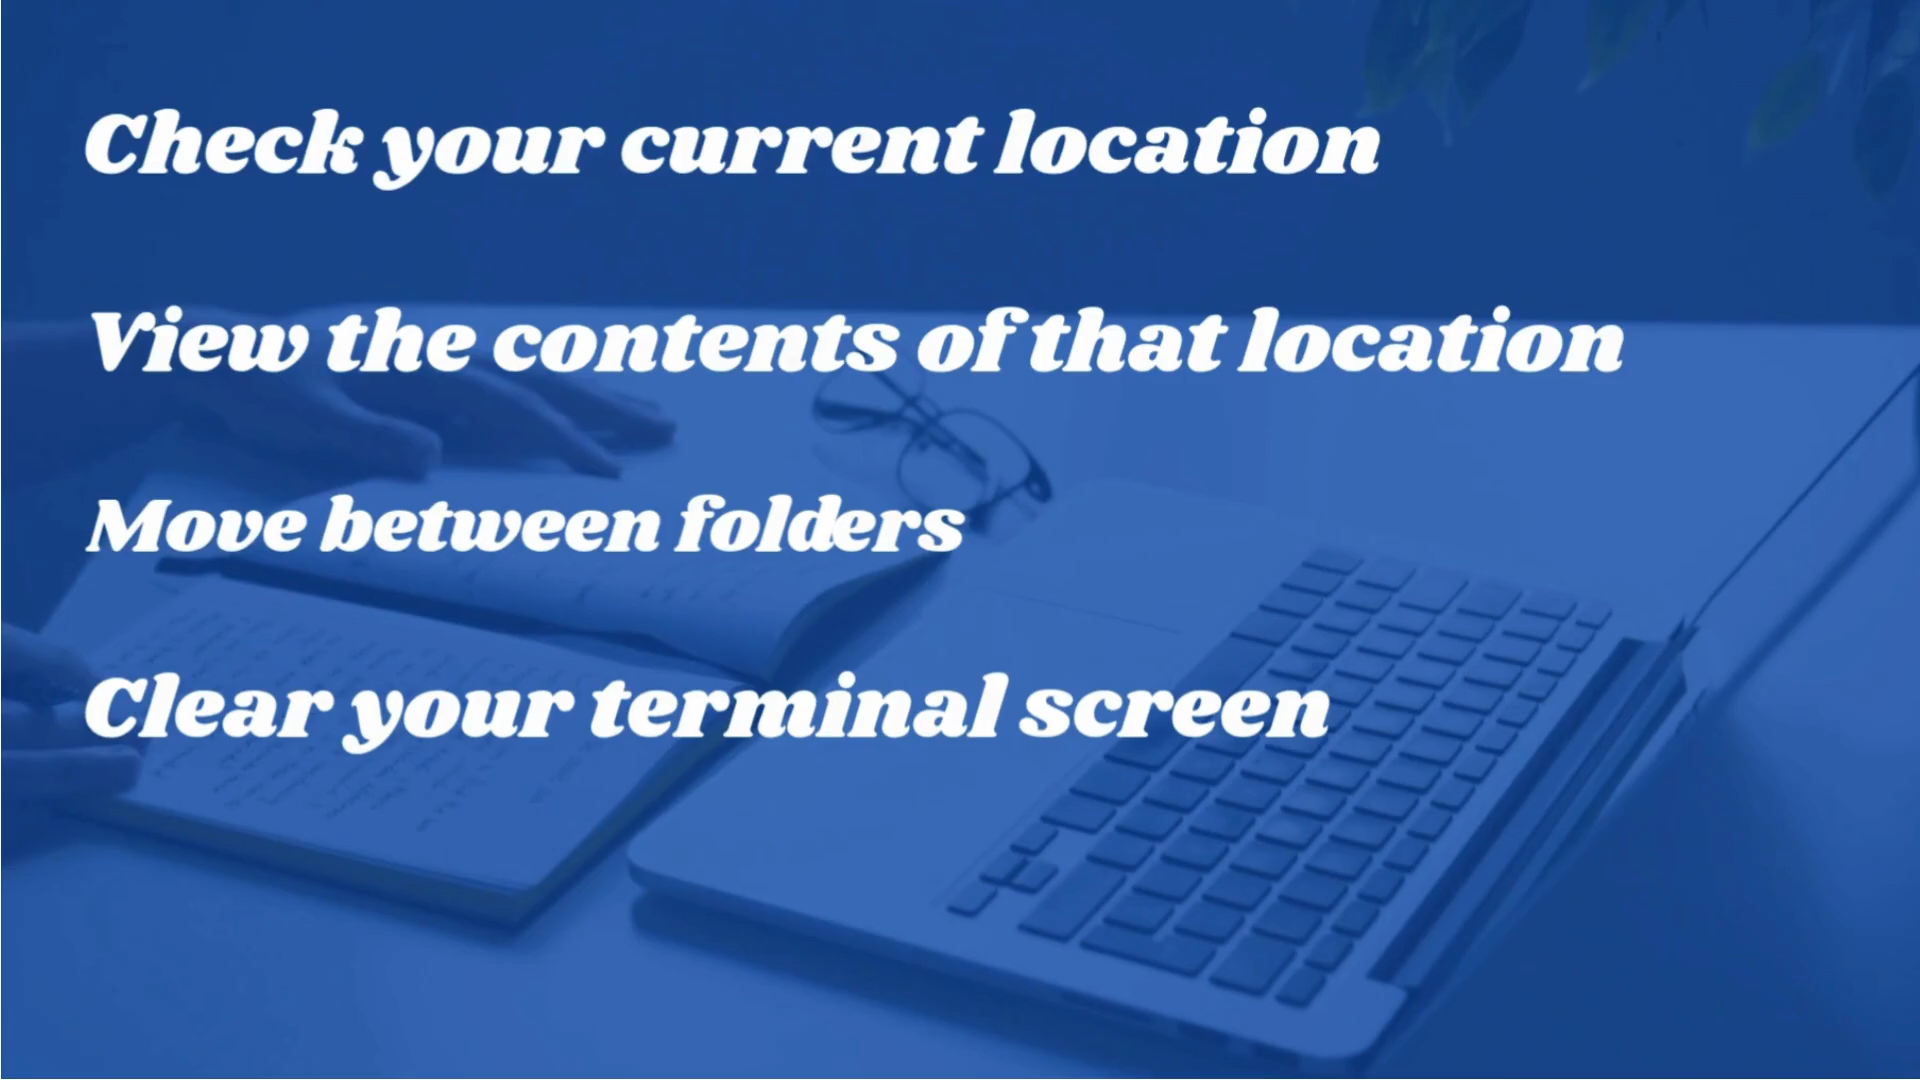 Check your current location
View the contents of that location
Move between folders
Clear your terminal screen